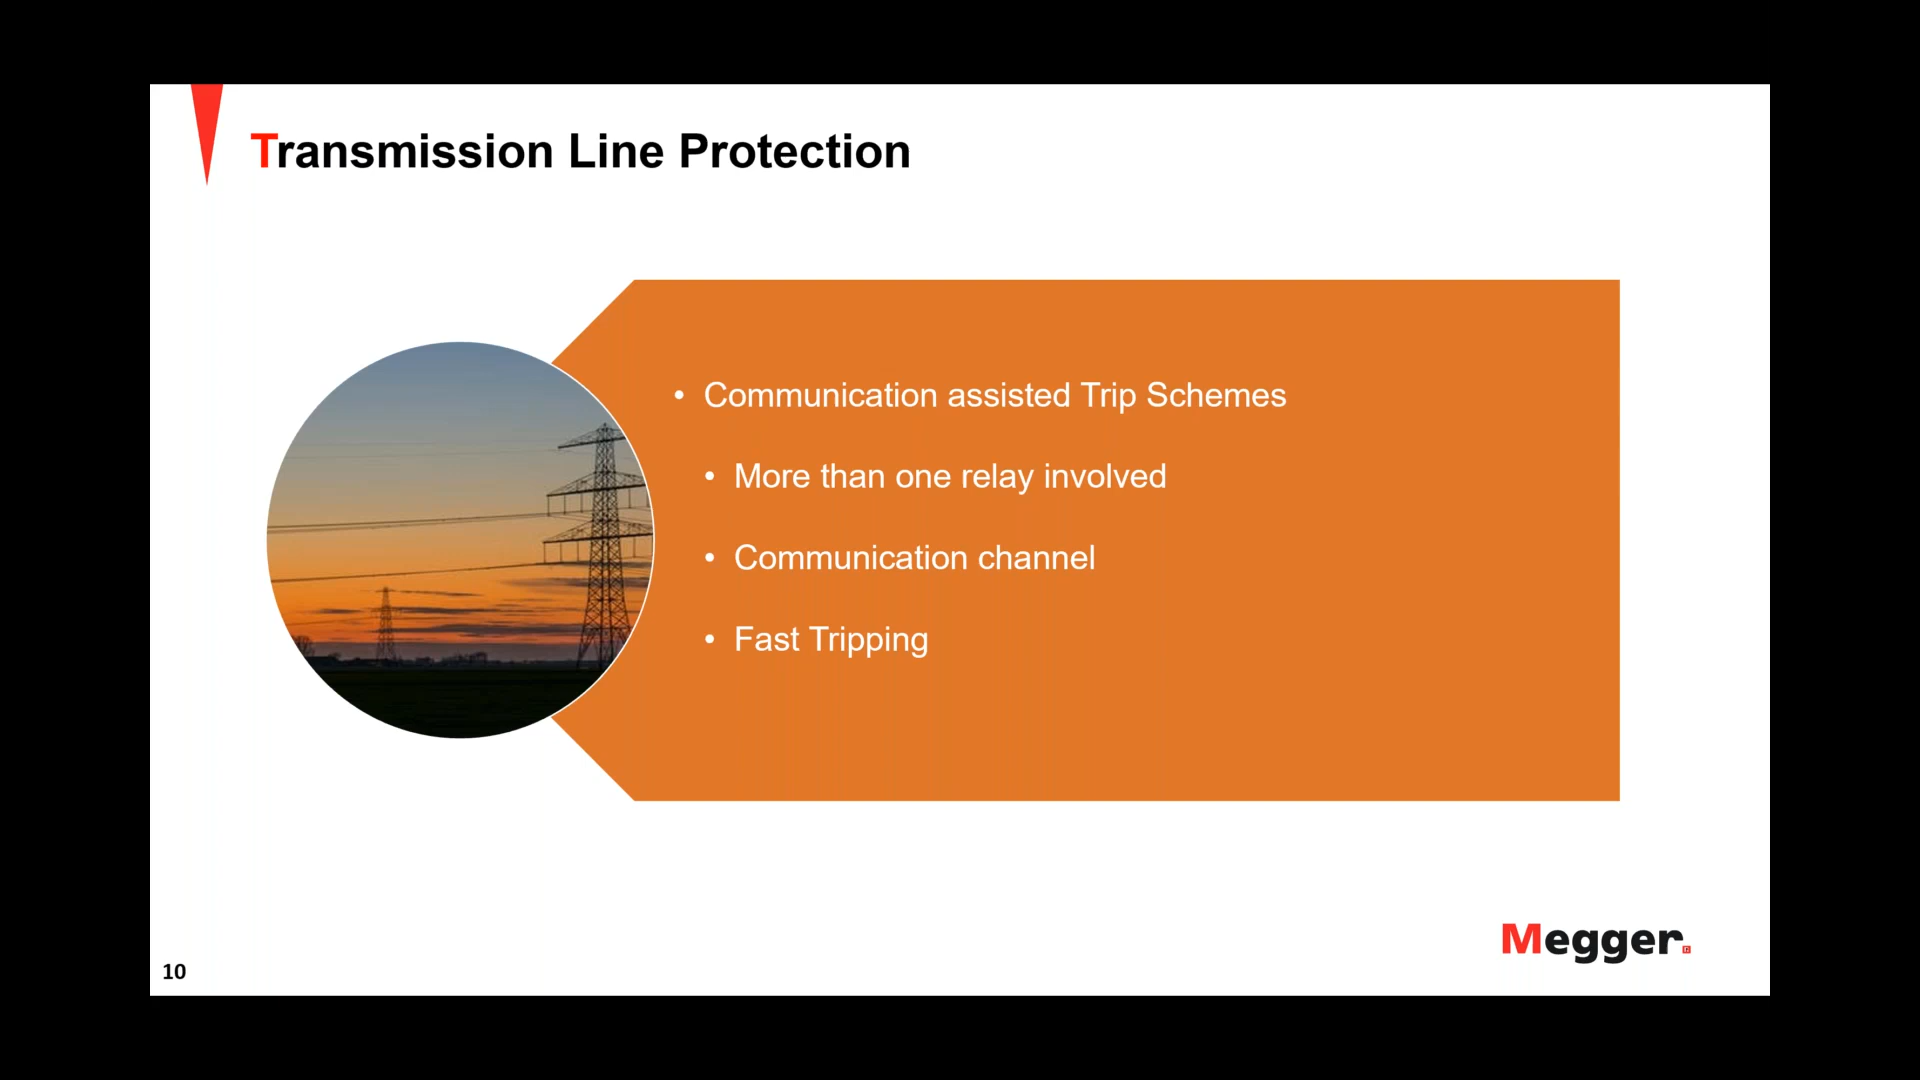 Transmission Line Protection
• Communication assisted Trip Schemes
• More than one relay involved
• Communication channel
• Fast Tripping
Megger.
10